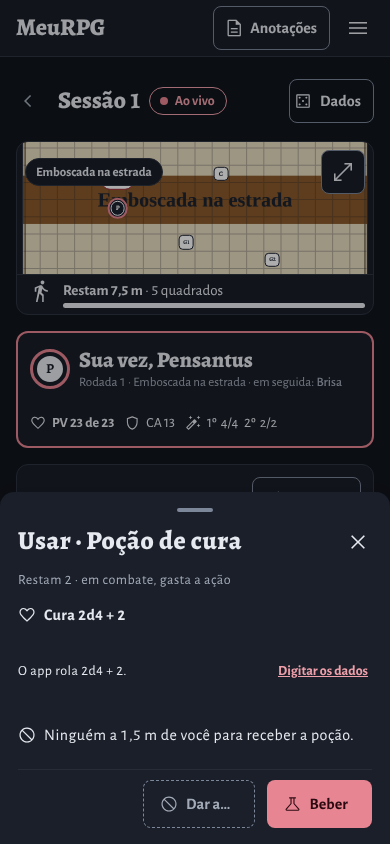 MeuRPG
Anotações
Sessão 1
Ao vivo
Dados
Emboscada na estrada
C
Emboscada na estrada
P
G1
G2
Restam 7,5 m · 5 quadrados
P
Sua vez, Pensantus
Rodada 1 · Emboscada na estrada · em seguida: Brisa
PV 23 de 23
CA 13
1º 4/4 2º 2/2
Usar · Poção de cura
Restam 2 · em combate, gasta a ação
Cura 2d4 + 2
O app rola 2d4 + 2.
Digitar os dados
Ninguém a 1,5 m de você para receber a poção.
Dar a...
Beber